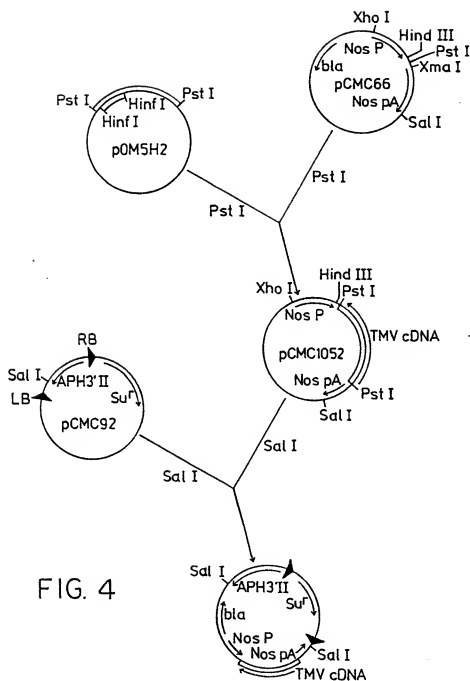 Xho I
Hind III
Nos P
Pst I
bla
pCMC66
Xma I
Nos pA
Sal I
Pst I
Hinf I
Pst I
Hinf I
pOM5H2
Pst I
Pst I
Hind III
Xho I
Pst I
Nos P
TMV cDNA
pCMC1052
Nos pA
Pst I
Sal I
RB
Sal I
APH3'II
LB
Suʳ
pCMC92
Sal I
Sal I
FIG. 4
Sal I
APH3'II
Suʳ
bla
Nos P
Nos pA
Sal I
TMV cDNA